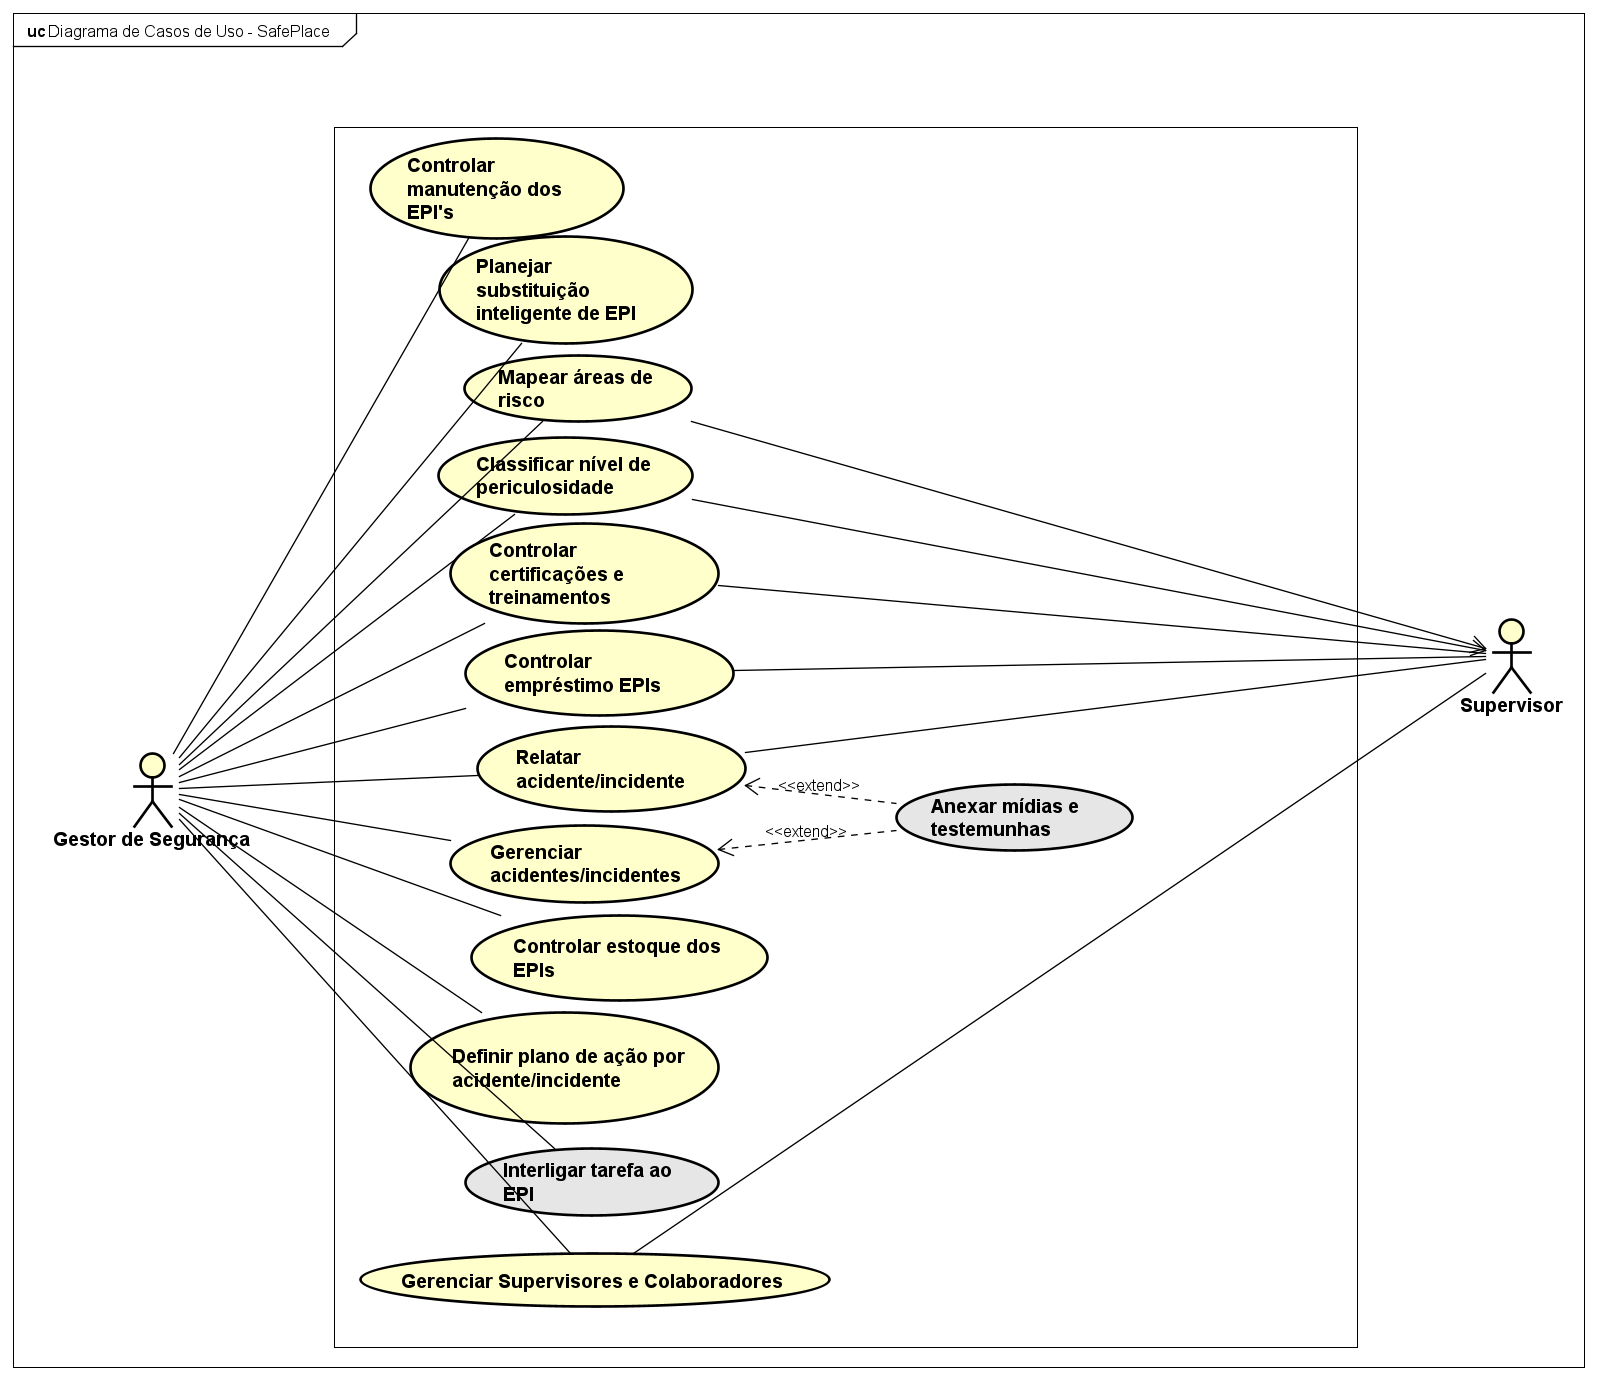 uc Diagrama de Casos de Uso - SafePlace
Controlar
manutenção dos
EPI's
Planejar
substituição
inteligente de EPI
Mapear áreas de
risco
Classificar nível de
periculosidade
Controlar
certificações e
treinamentos
Controlar
empréstimo EPIs
Supervisor
Relatar
acidente/incidente
<<extend>>
Anexar mídias e
testemunhas
<<extend>>
Gestor de Segurança
Gerenciar
acidentes/incidentes
Controlar estoque dos
EPIs
Definir plano de ação por
acidente/incidente
Interligar tarefa ao
EPI
Gerenciar Supervisores e Colaboradores